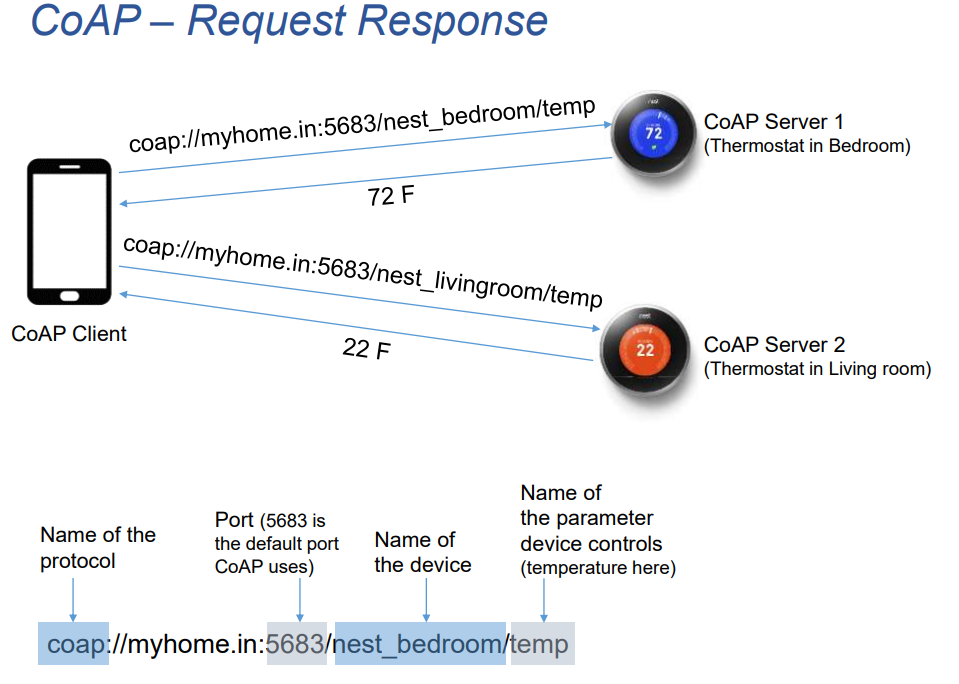 CoAP – Request Response
coap://myhome.in:5683/nest_bedroom/temp
nest
72
CoAP Server 1
(Thermostat in Bedroom)
72 F
coap://myhome.in:5683/nest_livingroom/temp
CoAP Client
22 F
nest
22
CoAP Server 2
(Thermostat in Living room)
Name of the
protocol
Port (5683 is
the default port
CoAP uses)
Name of
the device
Name of
the parameter
device controls
(temperature here)
coap://myhome.in:5683/nest_bedroom/temp